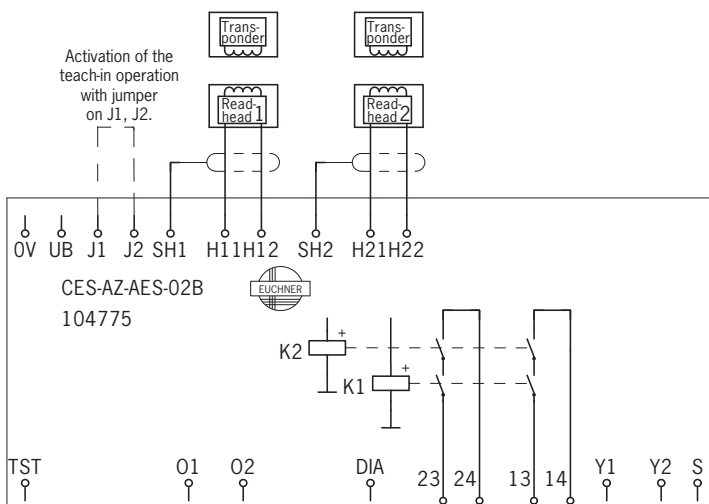 Trans-
ponder
Trans-
ponder
Activation of the
teach-in operation
with jumper
on J1, J2.
Read-
head 1
Read-
head 2
0V UB J1 J2 SH1 H11 H12 SH2 H21 H22
CES-AZ-AES-02B
EUCHNER
104775
K2 +
K1 +
TST O1 O2 DIA 23 24 13 14 Y1 Y2 S